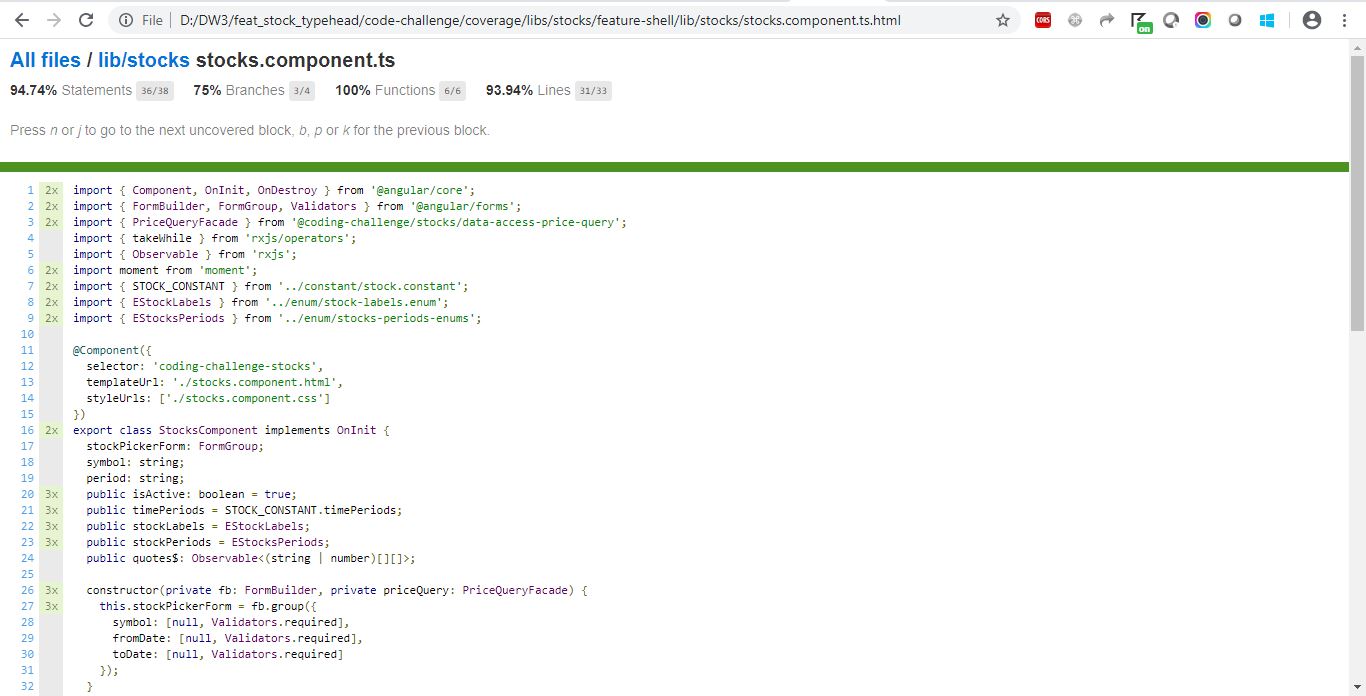 File | D:/DW3/feat_stock_typehead/code-challenge/coverage/libs/stocks/feature-shell/lib/stocks/stocks.component.ts.html
CORS
on
All files / lib/stocks stocks.component.ts
94.74% Statements 36/38 75% Branches 3/4 100% Functions 6/6 93.94% Lines 31/33
Press n or j to go to the next uncovered block, b, p or k for the previous block.
1 2x import { Component, OnInit, OnDestroy } from '@angular/core';
2 2x import { FormBuilder, FormGroup, Validators } from '@angular/forms';
3 2x import { PriceQueryFacade } from '@coding-challenge/stocks/data-access-price-query';
4 import { takeWhile } from 'rxjs/operators';
5 import { Observable } from 'rxjs';
6 2x import moment from 'moment';
7 2x import { STOCK_CONSTANT } from '../constant/stock.constant';
8 2x import { EStockLabels } from '../enum/stock-labels.enum';
9 2x import { EStocksPeriods } from '../enum/stocks-periods-enums';
10
11 @Component({
12 selector: 'coding-challenge-stocks',
13 templateUrl: './stocks.component.html',
14 styleUrls: ['./stocks.component.css']
15 })
16 2x export class StocksComponent implements OnInit {
17 stockPickerForm: FormGroup;
18 symbol: string;
19 period: string;
20 3x public isActive: boolean = true;
21 3x public timePeriods = STOCK_CONSTANT.timePeriods;
22 3x public stockLabels = EStockLabels;
23 3x public stockPeriods = EStocksPeriods;
24 public quotes$: Observable<(string | number)[][]>;
25
26 3x constructor(private fb: FormBuilder, private priceQuery: PriceQueryFacade) {
27 3x this.stockPickerForm = fb.group({
28 symbol: [null, Validators.required],
29 fromDate: [null, Validators.required],
30 toDate: [null, Validators.required]
31 });
32 }